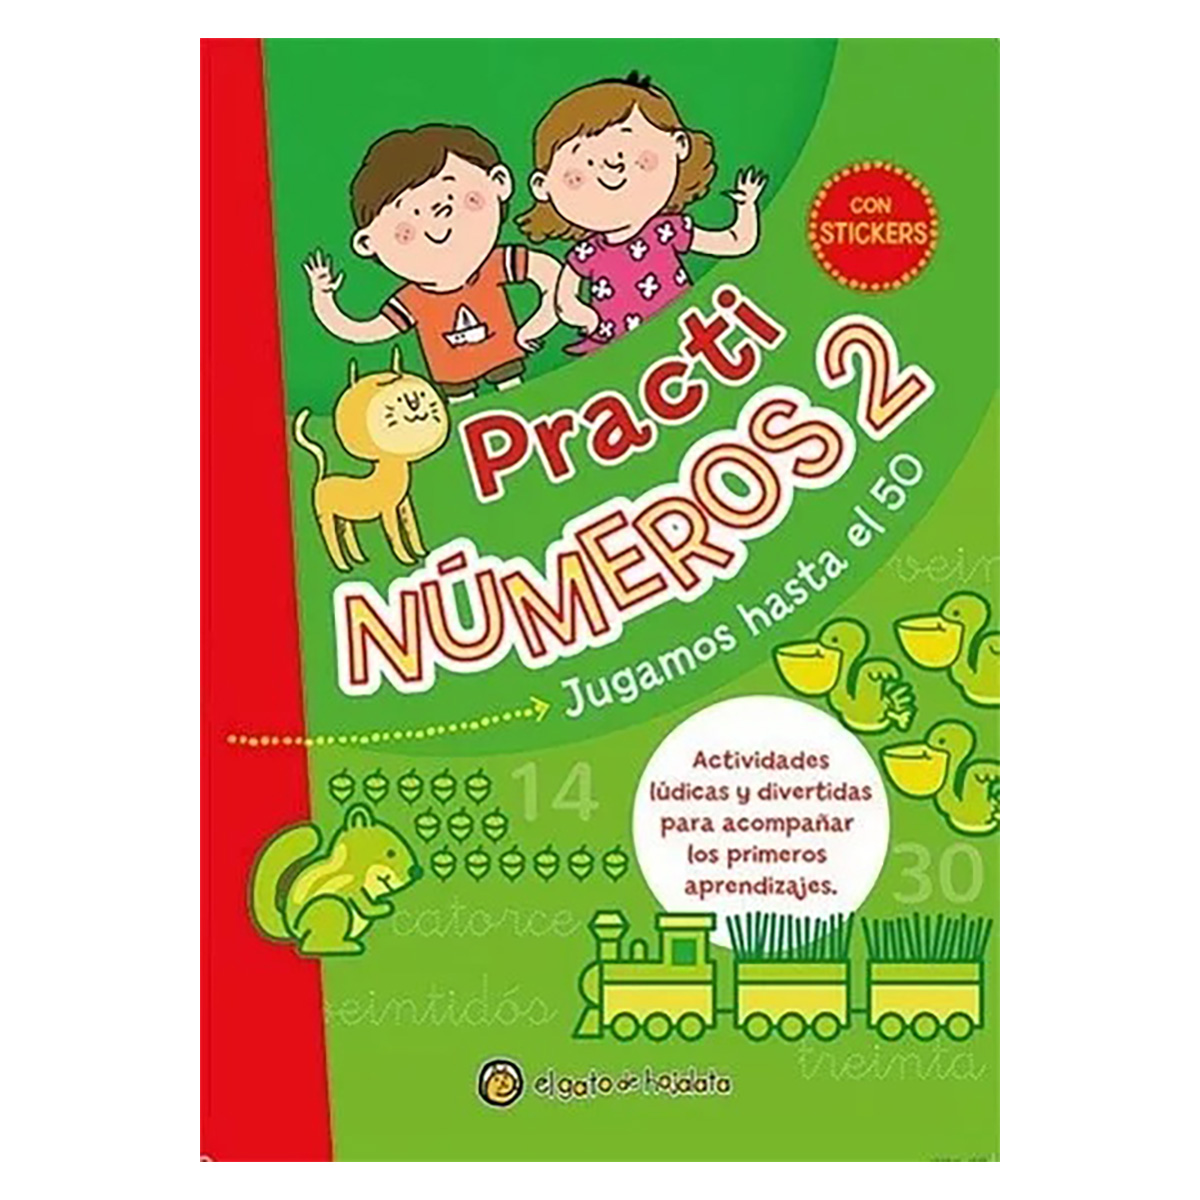 CON
STICKERS
Practi
NÚMEROS 2
Jugamos hasta el 50
Actividades
lúdicas y divertidas
para acompañar
los primeros
aprendizajes.
14
30
catorce
veintidós
treinta
el gato de hojalata